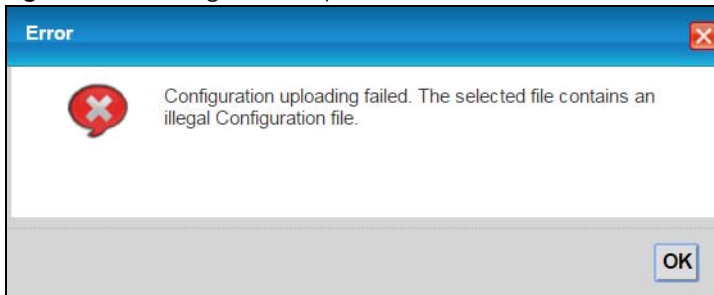 Error
Configuration uploading failed. The selected file contains an
illegal Configuration file.
OK